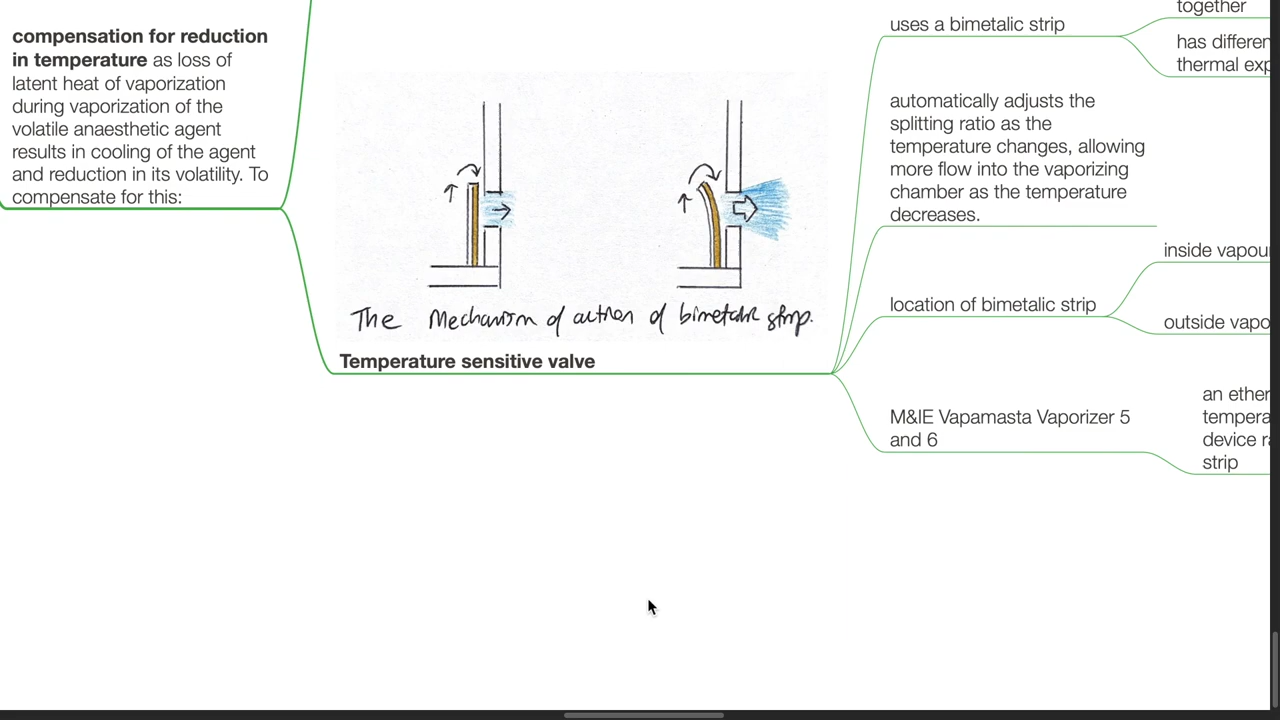 compensation for reduction
in temperature as loss of
latent heat of vaporization
during vaporization of the
volatile anaesthetic agent
results in cooling of the agent
and reduction in its volatility. To
compensate for this:
The Mechanism of action of bimetalic strip.
Temperature sensitive valve
uses a bimetalic strip
together
has differen
thermal exp
automatically adjusts the
splitting ratio as the
temperature changes, allowing
more flow into the vaporizing
chamber as the temperature
decreases.
location of bimetalic strip
inside vapou
outside vapo
M&IE Vapamasta Vaporizer 5
and 6
an ether
tempera
device ra
strip